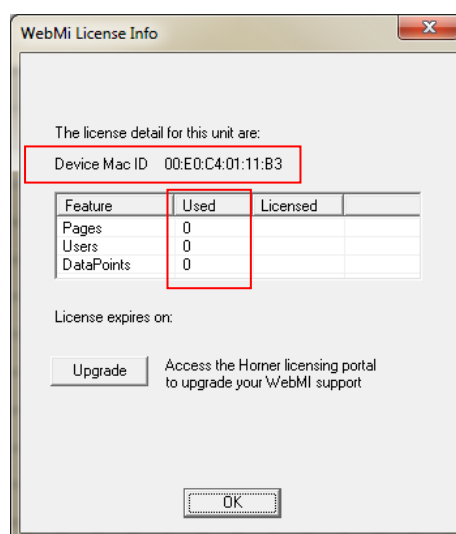 WebMi License Info
x
The license detail for this unit are:
Device Mac ID 00:E0:C4:01:11:B3
Feature Used Licensed
Pages 0
Users 0
DataPoints 0
License expires on:
Upgrade Access the Horner licensing portal
to upgrade your WebMI support
OK